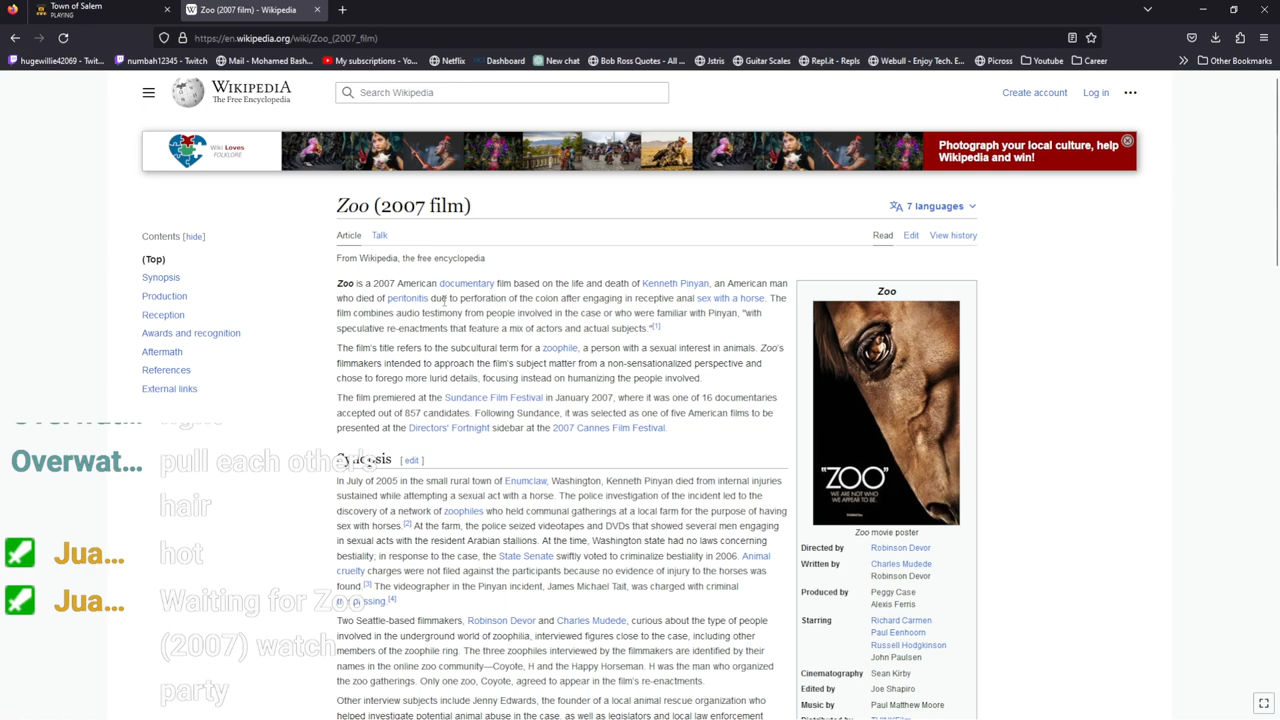 Town of Salem
PLAYING
Zoo (2007 film) - Wikipedia
https://en.wikipedia.org/wiki/Zoo_(2007_film)
hugewillie42069 - Twit...
numbah12345 - Twitch
Mail - Mohamed Bash...
My subscriptions - Yo...
Netflix
Dashboard
New chat
Bob Ross Quotes - All ...
Jstris
Guitar Scales
RepLit - Repls
Webull - Enjoy Tech. E...
Picross
Youtube
Career
Other Bookmarks
WIKIPEDIA
The Free Encyclopedia
Search Wikipedia
Create account
Log in
Wiki Loves
FOLKLORE
Photograph your local culture, help
Wikipedia and win!
Zoo (2007 film)
7 languages
Contents [hide]
(Top)
Synopsis
Production
Reception
Awards and recognition
Aftermath
References
External links
Article Talk
Read Edit View history
From Wikipedia, the free encyclopedia
Zoo is a 2007 American documentary film based on the life and death of Kenneth Pinyan, an American man
who died of peritonitis due to perforation of the colon after engaging in receptive anal sex with a horse. The
film combines audio testimony from people involved in the case or who were familiar with Pinyan, "with
speculative re-enactments that feature a mix of actors and actual subjects."[1]
The film's title refers to the subcultural term for a zoophile, a person with a sexual interest in animals. Zoo's
filmmakers intended to approach the film's subject matter from a non-sensationalized perspective and
chose to forego more lurid details, focusing instead on humanizing the people involved.
The film premiered at the Sundance Film Festival in January 2007, where it was one of 16 documentaries
accepted out of 857 candidates. Following Sundance, it was selected as one of five American films to be
presented at the Directors' Fortnight sidebar at the 2007 Cannes Film Festival.
Synopsis [ edit ]
In July of 2005 in the small rural town of Enumclaw, Washington, Kenneth Pinyan died from internal injuries
sustained while attempting a sexual act with a horse. The police investigation of the incident led to the
discovery of a network of zoophiles who held communal gatherings at a local farm for the purpose of having
sex with horses.[2] At the farm, the police seized videotapes and DVDs that showed several men engaging
in sexual acts with the resident Arabian stallions. At the time, Washington state had no laws concerning
bestiality; in response to the case, the State Senate swiftly voted to criminalize bestiality in 2006. Animal
cruelty charges were not filed against the participants because no evidence of injury to the horses was
found.[3] The videographer in the Pinyan incident, James Michael Tait, was charged with criminal
trespassing.[4]
Two Seattle-based filmmakers, Robinson Devor and Charles Mudede, curious about the type of people
involved in the underground world of zoophilia, interviewed figures close to the case, including other
members of the zoophile ring. The three zoophiles interviewed by the filmmakers are identified by their
names in the online zoo community—Coyote, H and the Happy Horseman. H was the man who organized
the zoo gatherings. Only one zoo, Coyote, agreed to appear in the film's re-enactments.
Other interview subjects include Jenny Edwards, the founder of a local animal rescue organization who
helped investigate potential animal abuse in the case, as well as legislators and local law enforcement
Zoo
"ZOO"
WE ARE NOT WHO
WE APPEAR TO BE.
Zoo movie poster
Directed by Robinson Devor
Written by Charles Mudede
Robinson Devor
Produced by Peggy Case
Alexis Ferris
Starring Richard Carmen
Paul Eenhoorn
Russell Hodgkinson
John Paulsen
Cinematography Sean Kirby
Edited by Joe Shapiro
Music by Paul Matthew Moore
Distributed by THINKFilm
Overwat... pull each other's
hair
Jua... hot
Jua... Waiting for Zoo
(2007) watch
party